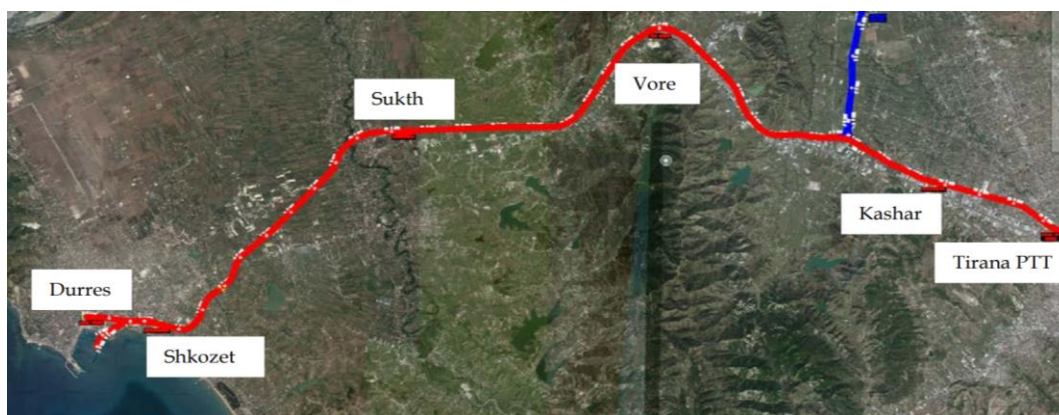 Vore
Sukth
Kashar
Tirana PTT
Durres
Shkozet